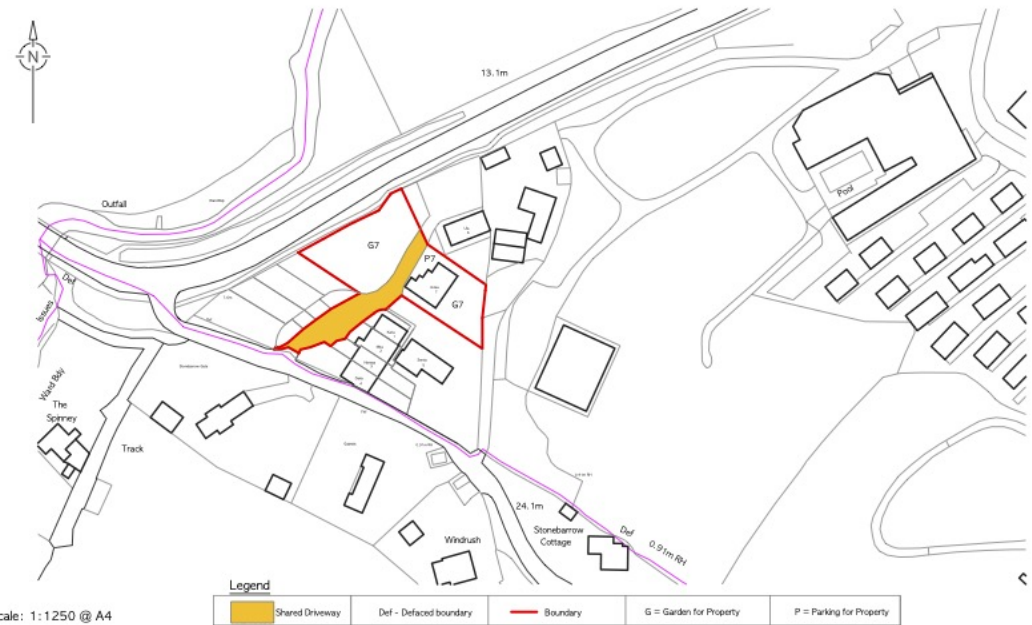 N
13.1m
Pool
Outfall
G7
P7
G7
Def
Issues
Ward Bdy
The
Spinney
Track
24.1m
Stonebarrow
Cottage
Def
0.91m RH
Windrush
Legend
cale: 1:1250 @ A4
Shared Driveway
Def - Defaced boundary
Boundary
G = Garden for Property
P = Parking for Property